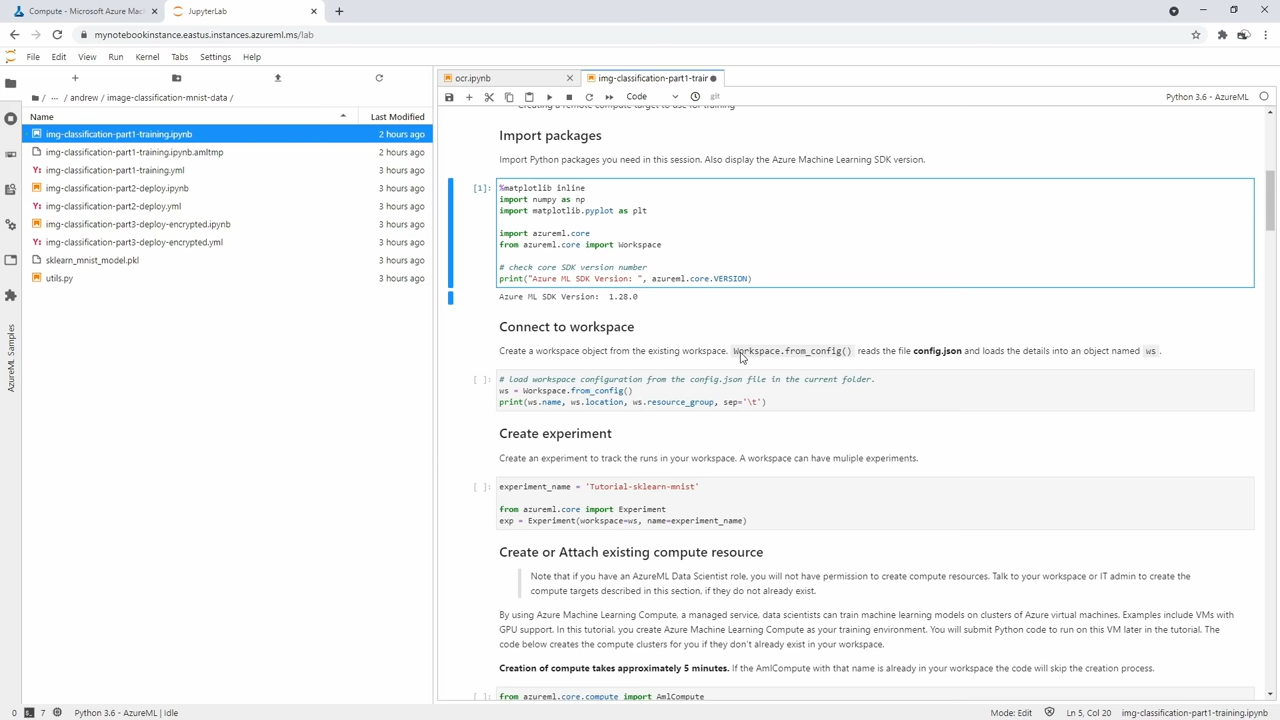 Compute - Microsoft Azure Mac
JupyterLab
mynotebookinstance.eastus.instances.azureml.ms/lab
File Edit View Run Kernel Tabs Settings Help
/ … / andrew / image-classification-mnist-data /
Name Last Modified
img-classification-part1-training.ipynb 2 hours ago
img-classification-part1-training.ipynb.amltmp 2 hours ago
Y: img-classification-part1-training.yml 3 hours ago
img-classification-part2-deploy.ipynb 3 hours ago
Y: img-classification-part2-deploy.yml 3 hours ago
img-classification-part3-deploy-encrypted.ipynb 3 hours ago
Y: img-classification-part3-deploy-encrypted.yml 3 hours ago
sklearn_mnist_model.pkl 3 hours ago
utils.py 3 hours ago
AzureML Samples
ocr.ipynb
img-classification-part1-train
Code
git
Python 3.6 - AzureML
Creating a remote compute target to use for training
Import packages
Import Python packages you need in this session. Also display the Azure Machine Learning SDK version.
[1]: %matplotlib inline
import numpy as np
import matplotlib.pyplot as plt
import azureml.core
from azureml.core import Workspace
# check core SDK version number
print("Azure ML SDK Version: ", azureml.core.VERSION)
Azure ML SDK Version:  1.28.0
Connect to workspace
Create a workspace object from the existing workspace. Workspace.from_config() reads the file config.json and loads the details into an object named ws .
[ ]: # load workspace configuration from the config.json file in the current folder.
ws = Workspace.from_config()
print(ws.name, ws.location, ws.resource_group, sep='\t')
Create experiment
Create an experiment to track the runs in your workspace. A workspace can have muliple experiments.
[ ]: experiment_name = 'Tutorial-sklearn-mnist'
from azureml.core import Experiment
exp = Experiment(workspace=ws, name=experiment_name)
Create or Attach existing compute resource
Note that if you have an AzureML Data Scientist role, you will not have permission to create compute resources. Talk to your workspace or IT admin to create the
compute targets described in this section, if they do not already exist.
By using Azure Machine Learning Compute, a managed service, data scientists can train machine learning models on clusters of Azure virtual machines. Examples include VMs with
GPU support. In this tutorial, you create Azure Machine Learning Compute as your training environment. You will submit Python code to run on this VM later in the tutorial. The
code below creates the compute clusters for you if they don't already exist in your workspace.
Creation of compute takes approximately 5 minutes. If the AmlCompute with that name is already in your workspace the code will skip the creation process.
[ ]: from azureml.core.compute import AmlCompute
0 7 Python 3.6 - AzureML | Idle
Mode: Edit Ln 5, Col 20 img-classification-part1-training.ipynb